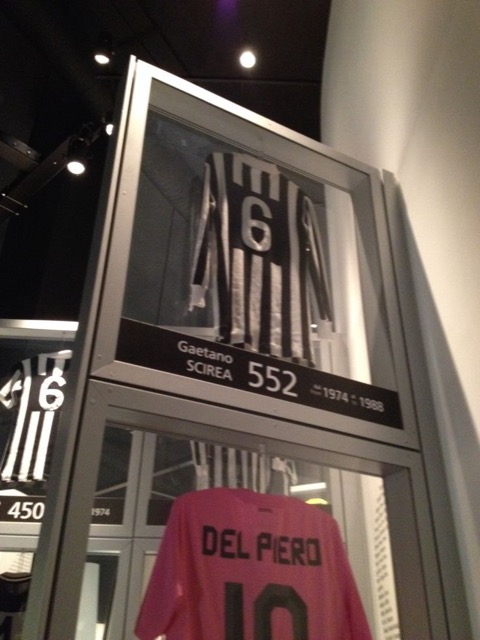 6
Gaetano
SCIREA 552 1974 1988
6
450 1974
DEL PIERO
10